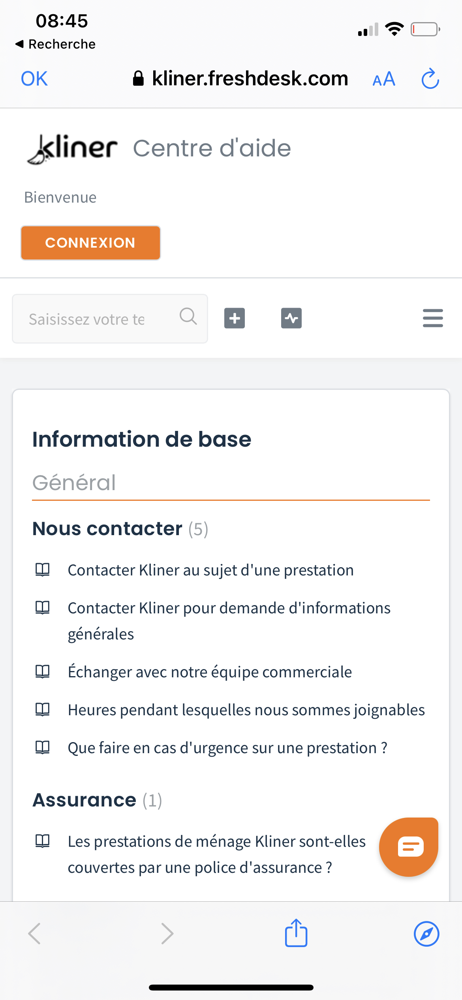 08:45
◀ Recherche
OK
kliner.freshdesk.com
AA
kliner
Centre d'aide
Bienvenue
CONNEXION
Saisissez votre te
Information de base
Général
Nous contacter (5)
Contacter Kliner au sujet d'une prestation
Contacter Kliner pour demande d'informations
générales
Échanger avec notre équipe commerciale
Heures pendant lesquelles nous sommes joignables
Que faire en cas d'urgence sur une prestation ?
Assurance (1)
Les prestations de ménage Kliner sont-elles
couvertes par une police d'assurance ?